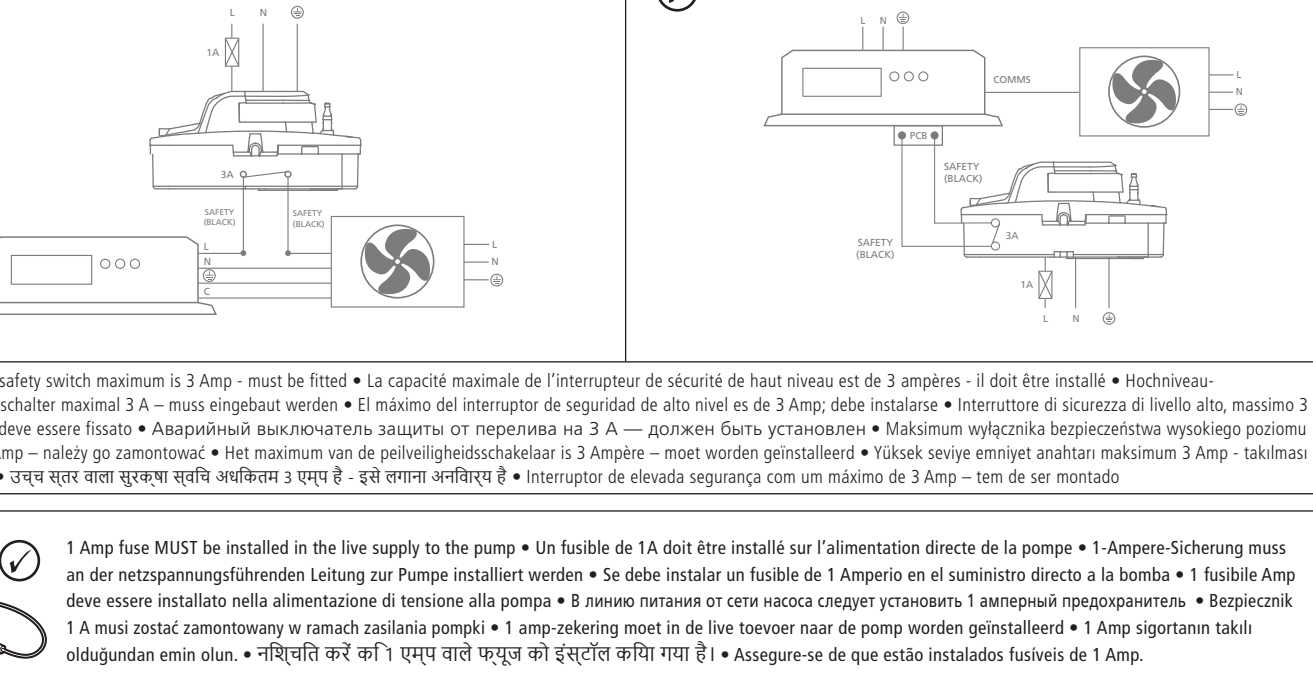 L N
1A
3A
SAFETY
(BLACK)
SAFETY
(BLACK)
L
N
C
L
N
L N
COMMS
L
N
PCB
SAFETY
(BLACK)
SAFETY
(BLACK)
3A
1A
L N
safety switch maximum is 3 Amp - must be fitted • La capacité maximale de l’interrupteur de sécurité de haut niveau est de 3 ampères - il doit être installé • Hochniveau-
schalter maximal 3 A – muss eingebaut werden • El máximo del interruptor de seguridad de alto nivel es de 3 Amp; debe instalarse • Interruttore di sicurezza di livello alto, massimo 3
deve essere fissato • Аварийный выключатель защиты от перелива на 3 А — должен быть установлен • Maksimum wyłącznika bezpieczeństwa wysokiego poziomu
mp – należy go zamontować • Het maximum van de peilveiligheidsschakelaar is 3 Ampère – moet worden geïnstalleerd • Yüksek seviye emniyet anahtarı maksimum 3 Amp - takılması
• उच्च स्तर वाला सुरक्षा स्वचि अधकितम 3 एम्प है - इसे लगाना अनविार्य है • Interruptor de elevada segurança com um máximo de 3 Amp – tem de ser montado
1 Amp fuse MUST be installed in the live supply to the pump • Un fusible de 1A doit être installé sur l’alimentation directe de la pompe • 1-Ampere-Sicherung muss
an der netzspannungsführenden Leitung zur Pumpe installiert werden • Se debe instalar un fusible de 1 Amperio en el suministro directo a la bomba • 1 fusibile Amp
deve essere installato nella alimentazione di tensione alla pompa • В линию питания от сети насоса следует установить 1 амперный предохранитель • Bezpiecznik
1 A musi zostać zamontowany w ramach zasilania pompki • 1 amp-zekering moet in de live toevoer naar de pomp worden geïnstalleerd • 1 Amp sigortanın takılı
olduğundan emin olun. • नशि्चति करें कि 1 एम्प वाले फ्यूज को इंस्टॉल कयिा गया है। • Assegure-se de que estão instalados fusíveis de 1 Amp.